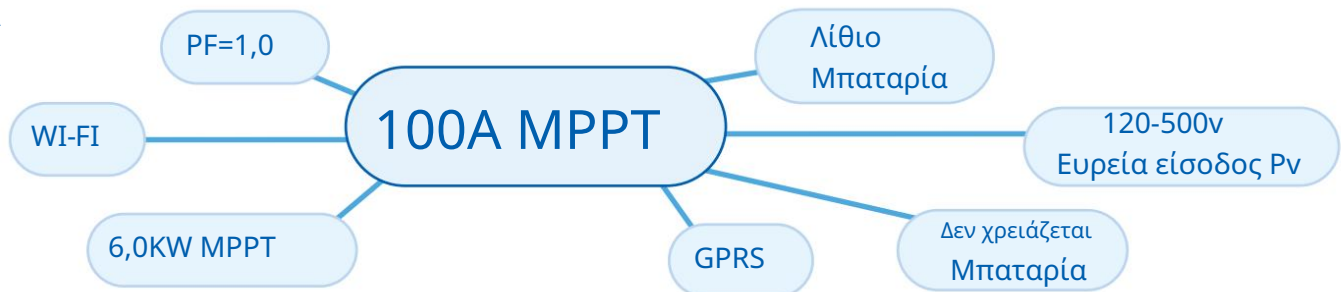 PF=1,0
Λίθιο
Μπαταρία
100A MPPT
WI-FI
120-500v
Ευρεία είσοδος Pv
6,0KW MPPT
GPRS
Δεν χρειάζεται
Μπαταρία